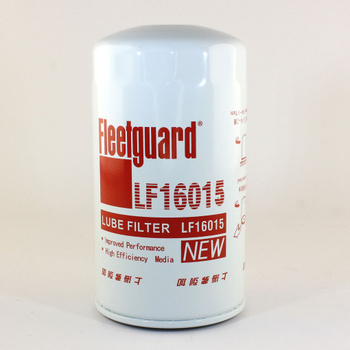 Fleetguard®
LF16015
LUBE FILTER LF16015
• Improved Performance
• High Efficiency Media
NEW